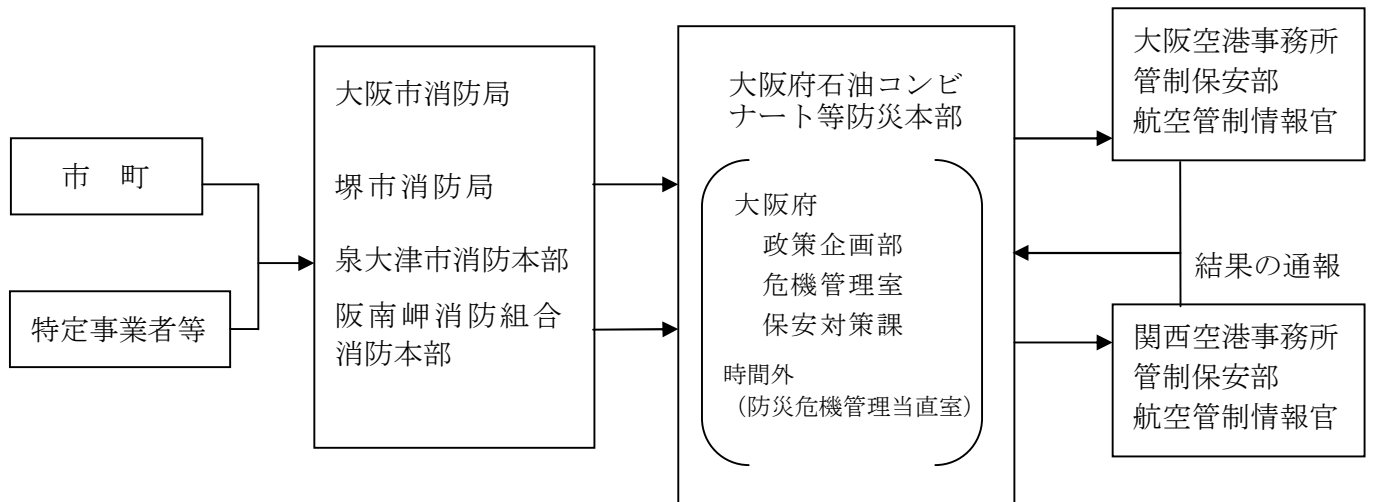 市　町
特定事業者等
大阪市消防局
堺市消防局
泉大津市消防本部
阪南岬消防組合
消防本部
大阪府石油コンビ
ナート等防災本部
大阪府
政策企画部
危機管理室
保安対策課
時間外
（防災危機管理当直室）
大阪空港事務所
管制保安部
航空管制情報官
結果の通報
関西空港事務所
管制保安部
航空管制情報官